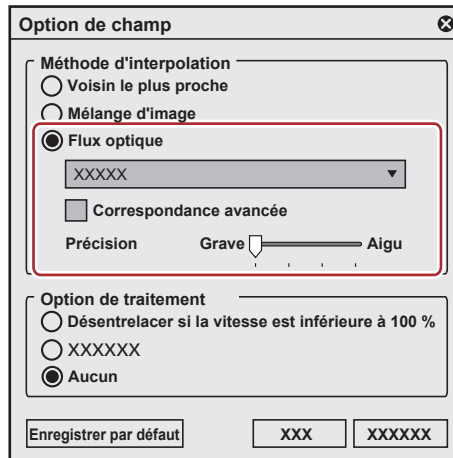 Option de champ
Méthode d'interpolation
Voisin le plus proche
Mélange d'image
Flux optique
XXXXX
Correspondance avancée
Précision Grave Aigu
Option de traitement
Désentrelacer si la vitesse est inférieure à 100 %
XXXXXX
Aucun
Enregistrer par défaut XXX XXXXXX